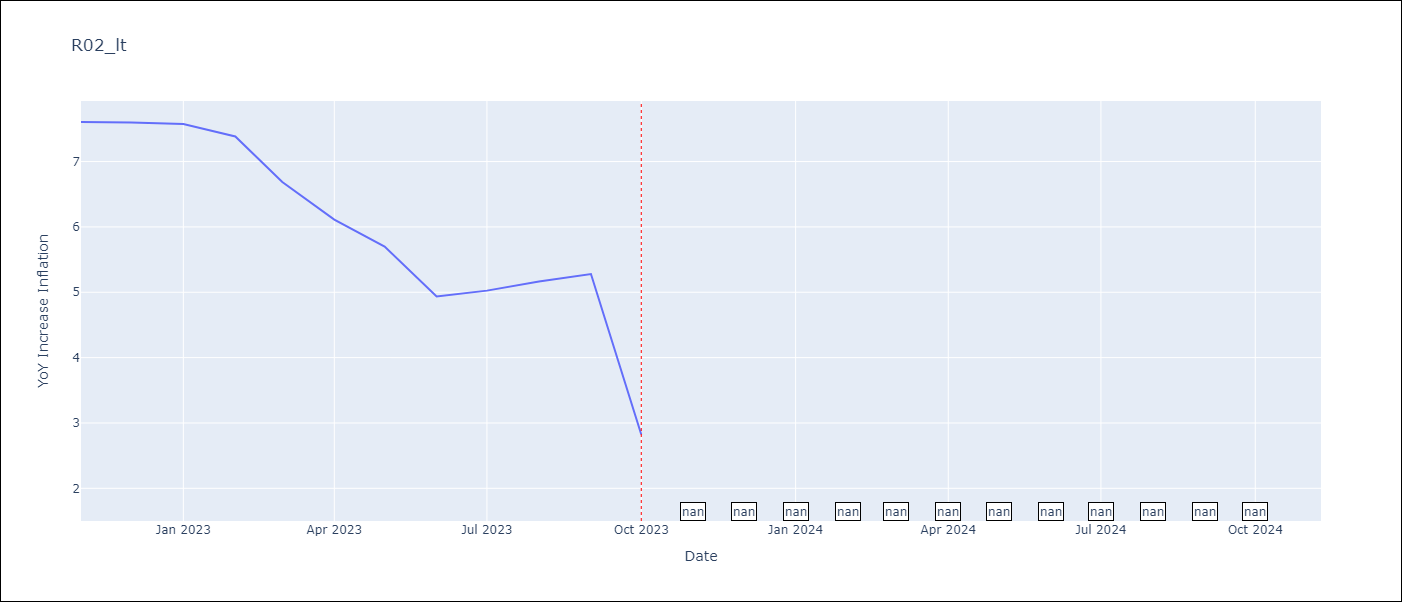 R02_lt
YoY Increase Inflation
7
6
5
4
3
2
nan nan nan nan nan nan nan nan nan nan nan nan
Jan 2023 Apr 2023 Jul 2023 Oct 2023 Jan 2024 Apr 2024 Jul 2024 Oct 2024
Date